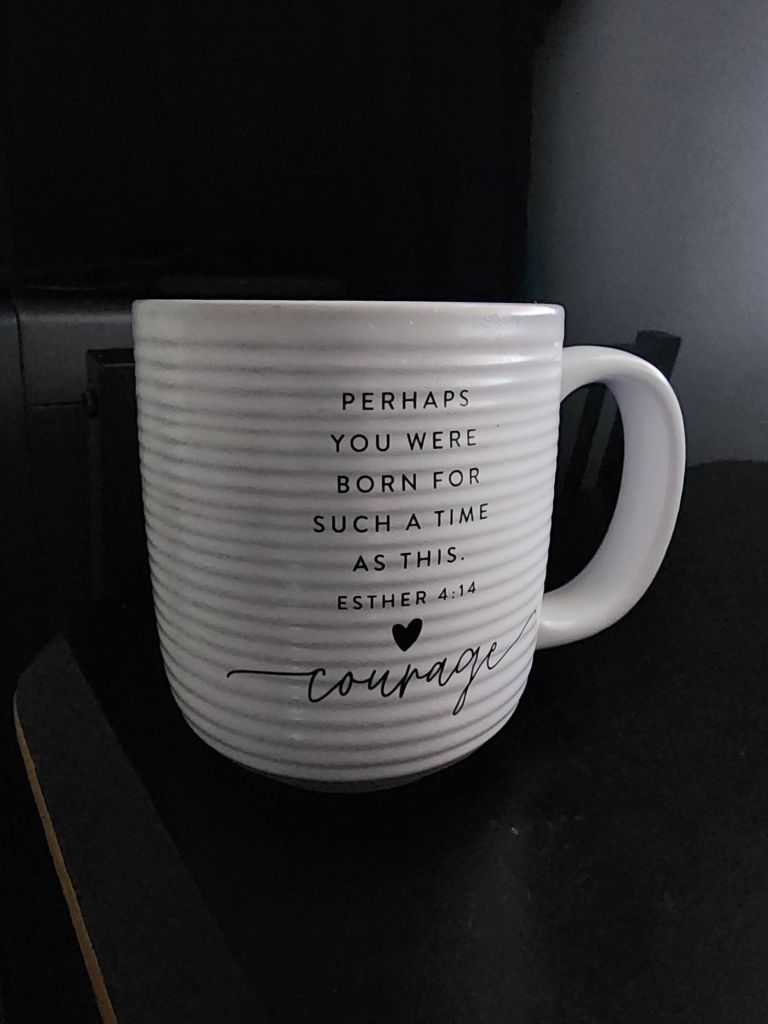 PERHAPS
YOU WERE
BORN FOR
SUCH A TIME
AS THIS.
ESTHER 4:14
courage